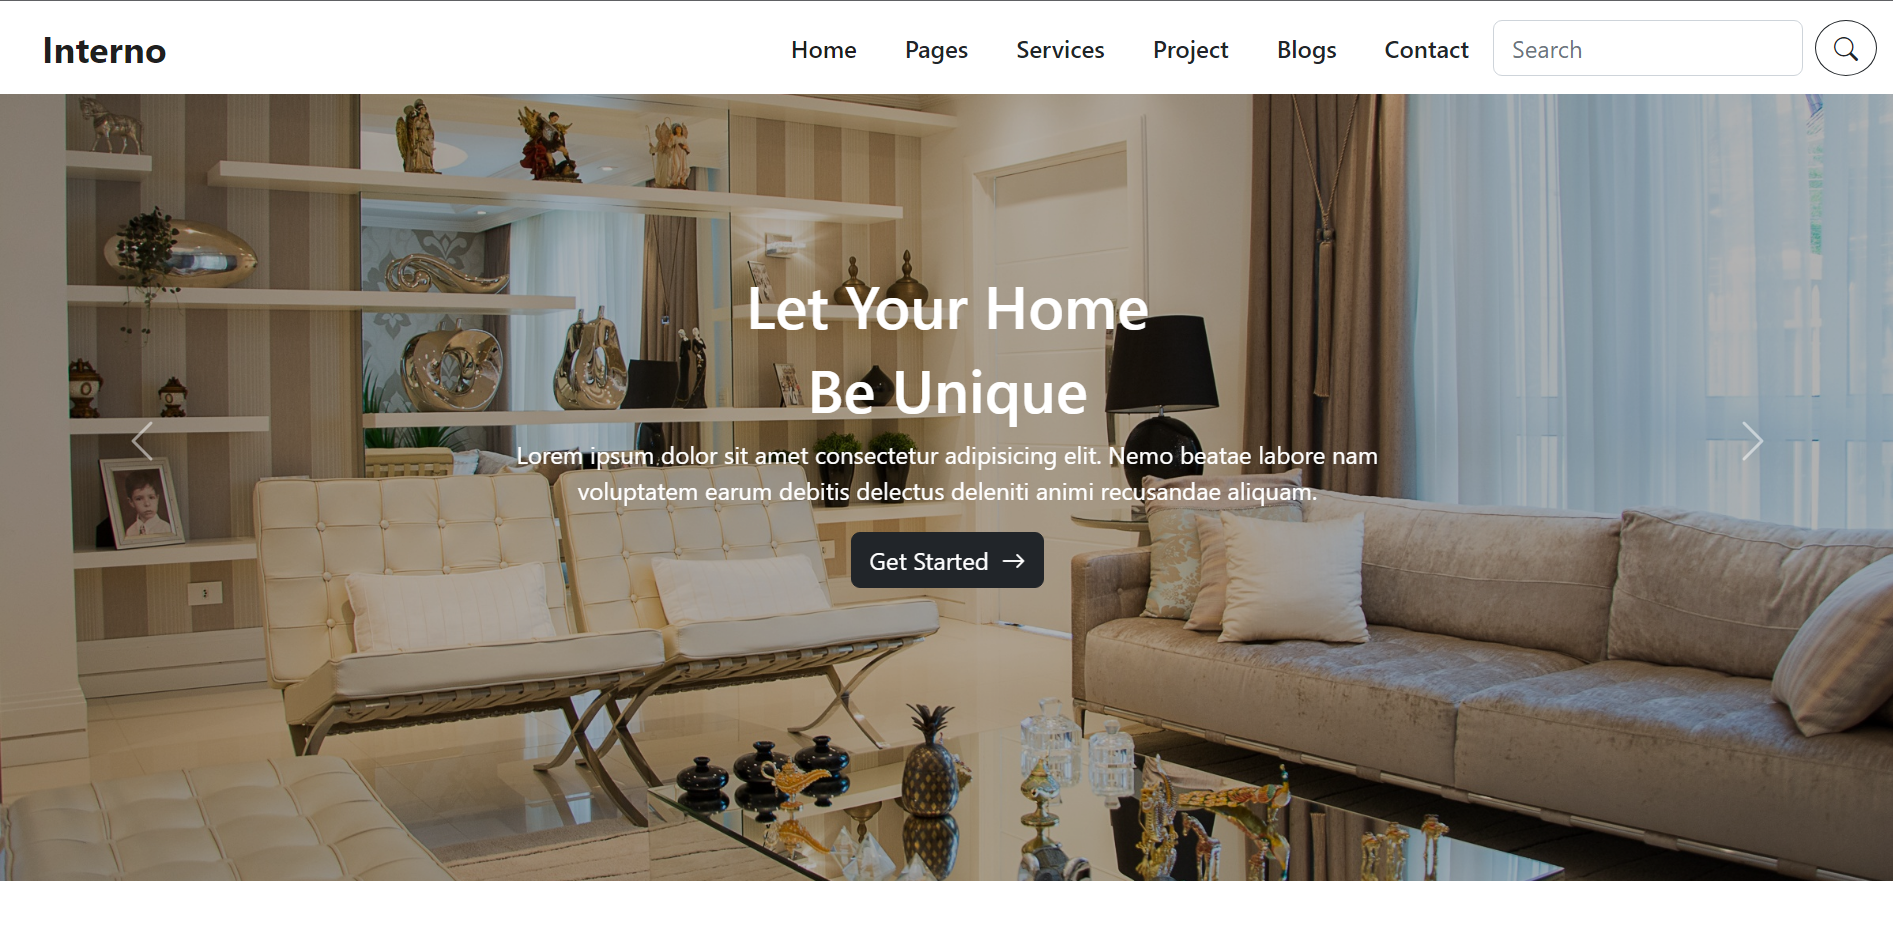 Interno
Home Pages Services Project Blogs Contact Search
Let Your Home
Be Unique
Lorem ipsum dolor sit amet consectetur adipisicing elit. Nemo beatae labore nam
voluptatem earum debitis delectus deleniti animi recusandae aliquam.
Get Started →